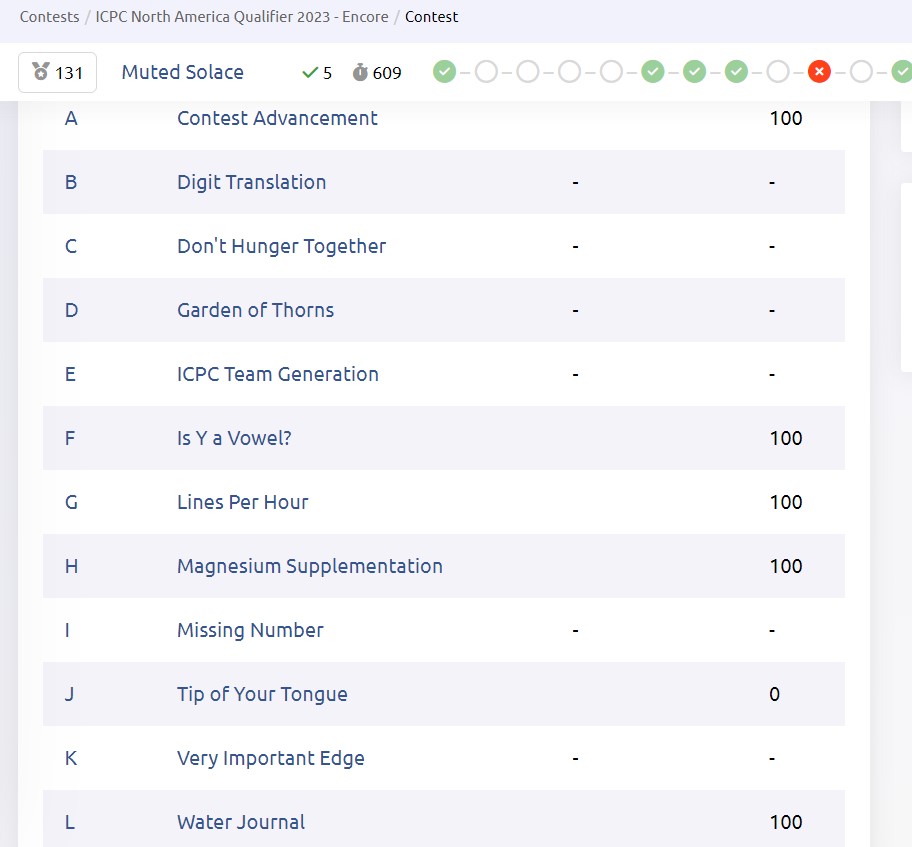 Contests / ICPC North America Qualifier 2023 - Encore / Contest
131 Muted Solace 5 609
A Contest Advancement 100
B Digit Translation - -
C Don't Hunger Together - -
D Garden of Thorns - -
E ICPC Team Generation - -
F Is Y a Vowel? 100
G Lines Per Hour 100
H Magnesium Supplementation 100
I Missing Number - -
J Tip of Your Tongue 0
K Very Important Edge - -
L Water Journal 100